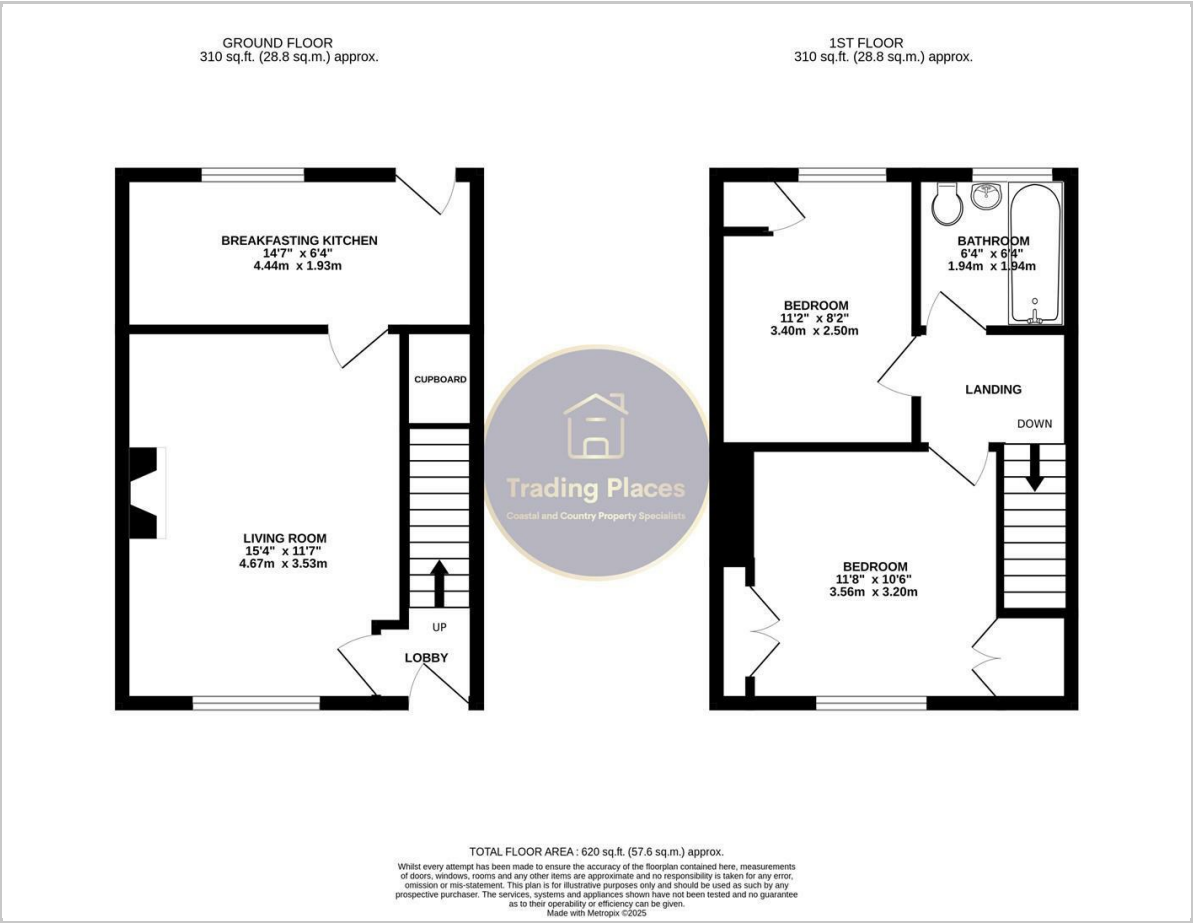 GROUND FLOOR
310 sq.ft. (28.8 sq.m.) approx.
1ST FLOOR
310 sq.ft. (28.8 sq.m.) approx.
BREAKFASTING KITCHEN
14'7" x 6'4"
4.44m x 1.93m
CUPBOARD
LIVING ROOM
15'4" x 11'7"
4.67m x 3.53m
UP
LOBBY
Trading Places
Coastal and Country Property Specialists
BATHROOM
6'4" x 6'4"
1.94m x 1.94m
BEDROOM
11'2" x 8'2"
3.40m x 2.50m
LANDING
DOWN
BEDROOM
11'8" x 10'6"
3.56m x 3.20m
TOTAL FLOOR AREA : 620 sq.ft. (57.6 sq.m.) approx.
Whilst every attempt has been made to ensure the accuracy of the floorplan contained here, measurements
of doors, windows, rooms and any other items are approximate and no responsibility is taken for any error,
omission or mis-statement. This plan is for illustrative purposes only and should be used as such by any
prospective purchaser. The services, systems and appliances shown have not been tested and no guarantee
as to their operability or efficiency can be given.
Made with Metropix ©2025